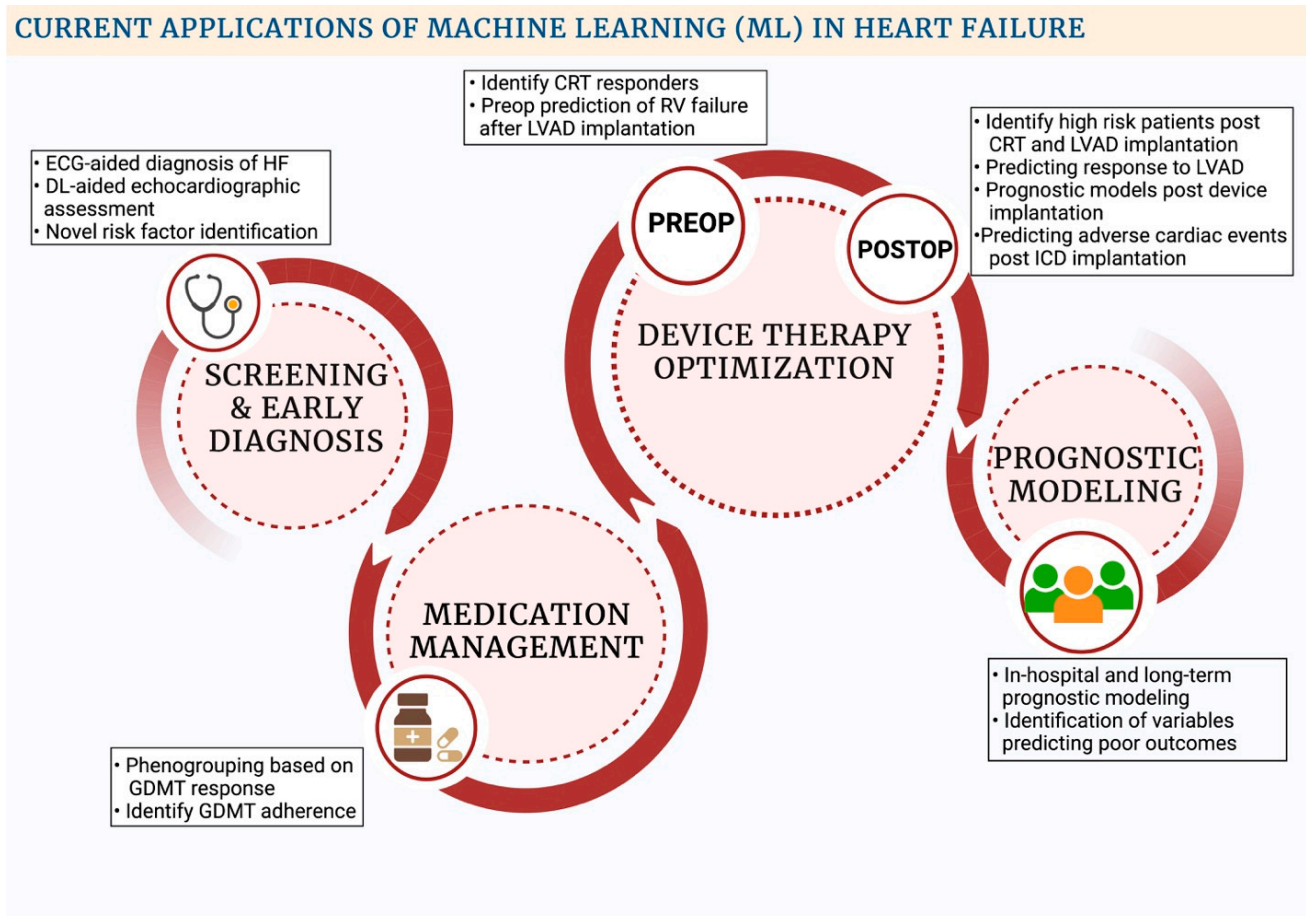 CURRENT APPLICATIONS OF MACHINE LEARNING (ML) IN HEART FAILURE
• ECG-aided diagnosis of HF
• DL-aided echocardiographic
assessment
• Novel risk factor identification
SCREENING
& EARLY
DIAGNOSIS
• Phenogrouping based on
GDMT response
• Identify GDMT adherence
MEDICATION
MANAGEMENT
• Identify CRT responders
• Preop prediction of RV failure
after LVAD implantation
PREOP
POSTOP
• Identify high risk patients post
CRT and LVAD implantation
• Predicting response to LVAD
• Prognostic models post device
implantation
•Predicting adverse cardiac events
post ICD implantation
DEVICE THERAPY
OPTIMIZATION
PROGNOSTIC
MODELING
• In-hospital and long-term
prognostic modeling
• Identification of variables
predicting poor outcomes